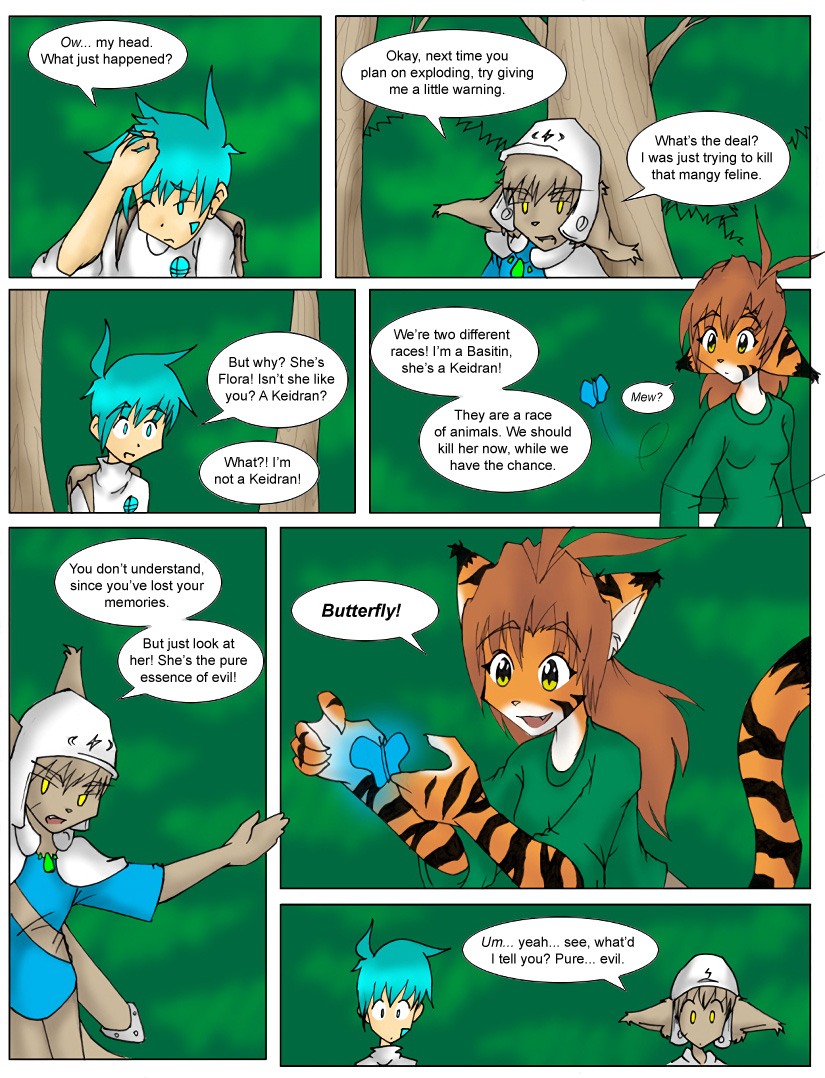 Ow... my head.
What just happened?
Okay, next time you
plan on exploding, try giving
me a little warning.
What's the deal?
I was just trying to kill
that mangy feline.
But why? She's
Flora! Isn't she like
you? A Keidran?
What?! I'm
not a Keidran!
We're two different
races! I'm a Basitin,
she's a Keidran!
They are a race
of animals. We should
kill her now, while we
have the chance.
Mew?
You don't understand,
since you've lost your
memories.
But just look at
her! She's the pure
essence of evil!
Butterfly!
Um... yeah... see, what'd
I tell you? Pure... evil.